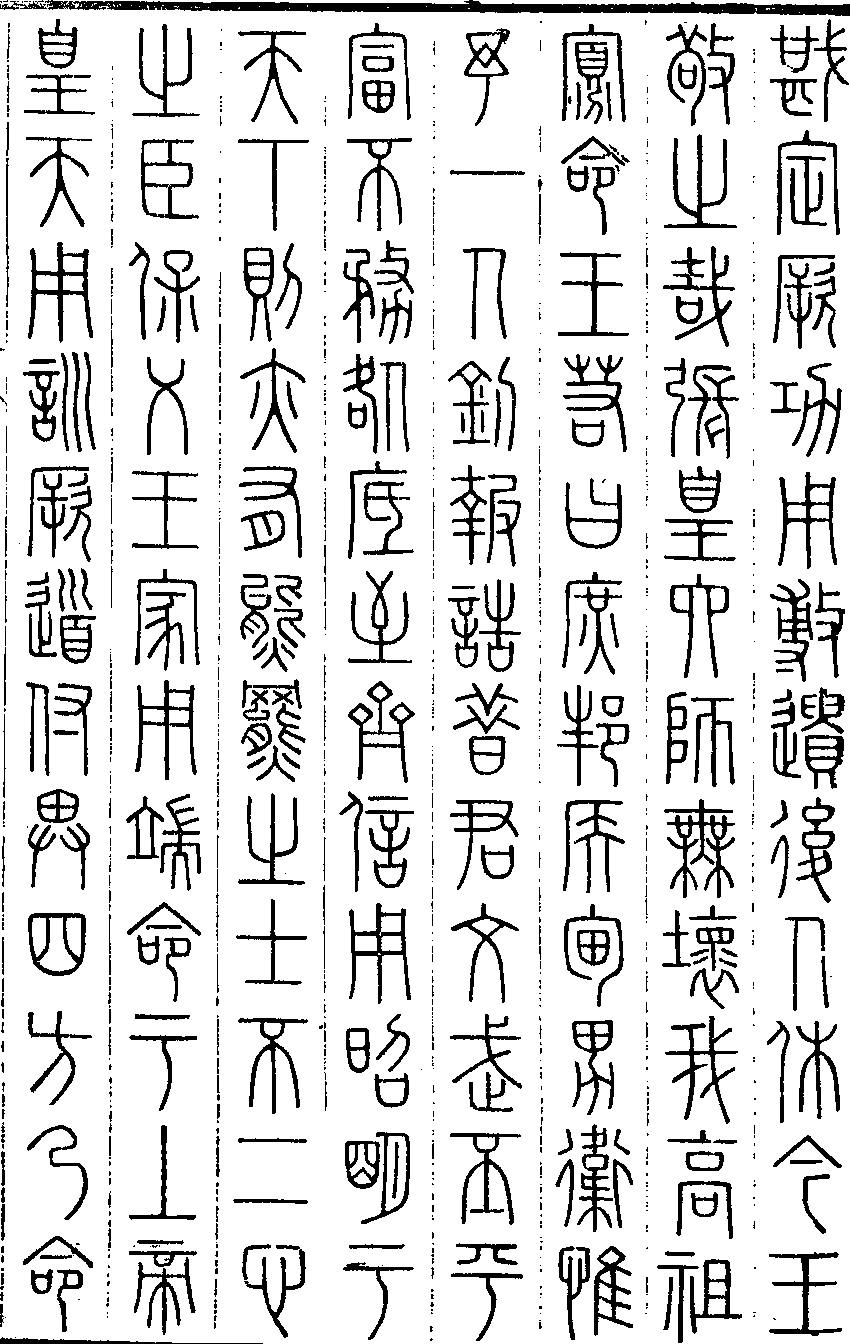 戡定厥功用敷遺後人休今王
敬之哉張皇六師無壞我高祖
寡命王若曰庶邦侯甸男衛惟
予一人釗報誥昔君文武丕平
富不務咎底至齊信用昭明于
天下則亦有熊羆之士不二心
之臣保乂王家用端命于上帝
皇天用訓厥道付畀四方乃命